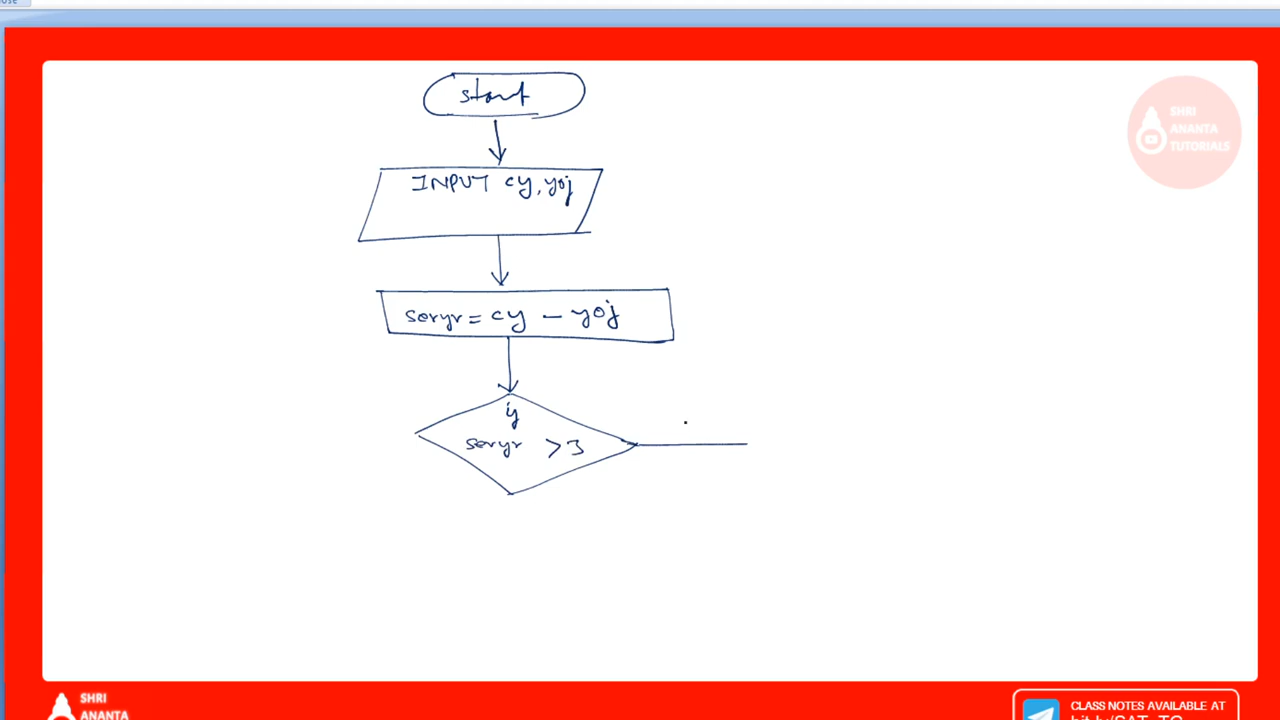 ose
SHRI
ANANTA
TUTORIALS
start
INPUT cy, yoj
seryr = cy - yoj
if
seryr > 3
SHRI
ANANTA
CLASS NOTES AVAILABLE AT